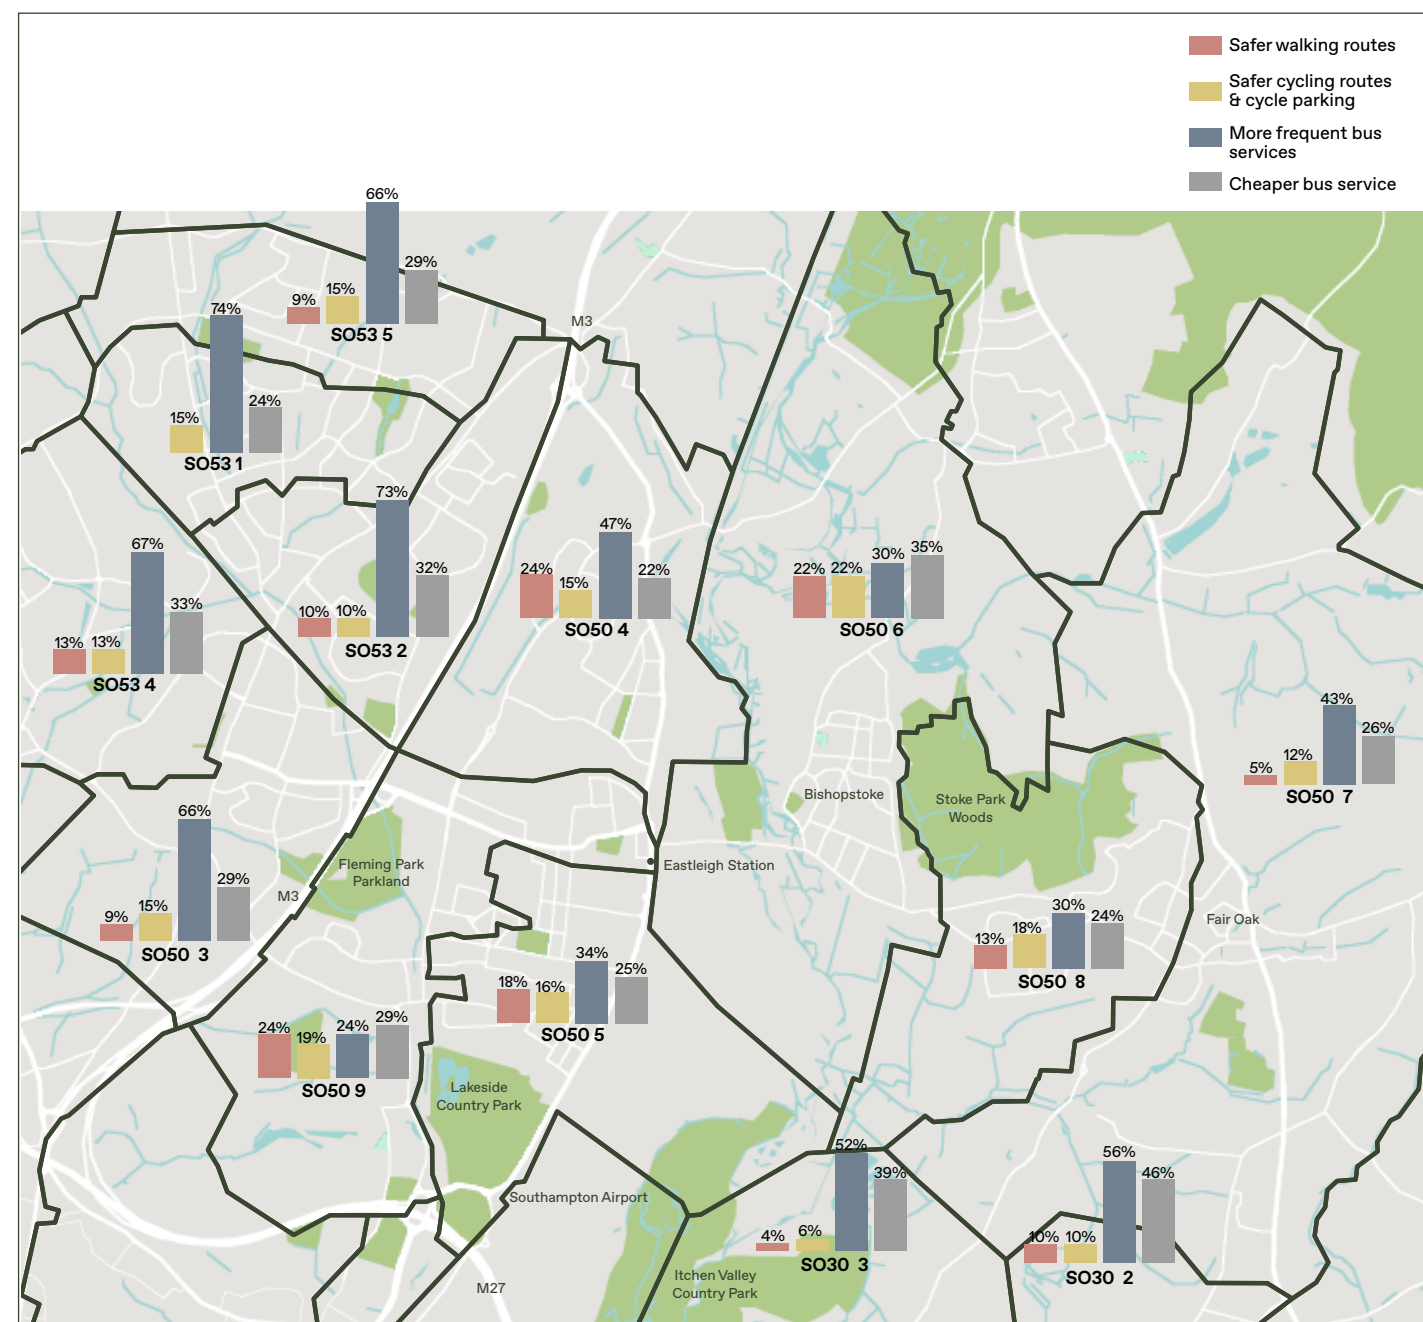 Safer walking routes
Safer cycling routes
& cycle parking
More frequent bus
services
Cheaper bus service
66%
29%
15%
9%
SO53 5
M3
74%
24%
15%
SO53 1
73%
32%
10% 10%
SO53 2
67%
33%
13% 13%
SO53 4
47%
24%
15%
22%
SO50 4
22% 22% 30% 35%
SO50 6
43%
26%
12%
5%
SO50 7
Bishopstoke
Stoke Park
Woods
Eastleigh Station
Fleming Park
Parkland
M3
66%
29%
15%
9%
SO50 3
Fair Oak
30%
24%
18%
13%
SO50 8
34%
25%
18% 16%
SO50 5
24% 19% 24% 29%
SO50 9
Lakeside
Country Park
Southampton Airport
52%
39%
6%
4%
SO30 3
56%
46%
10% 10%
SO30 2
Itchen Valley
Country Park
M27